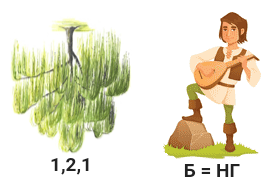 1,2,1
Б = НГ